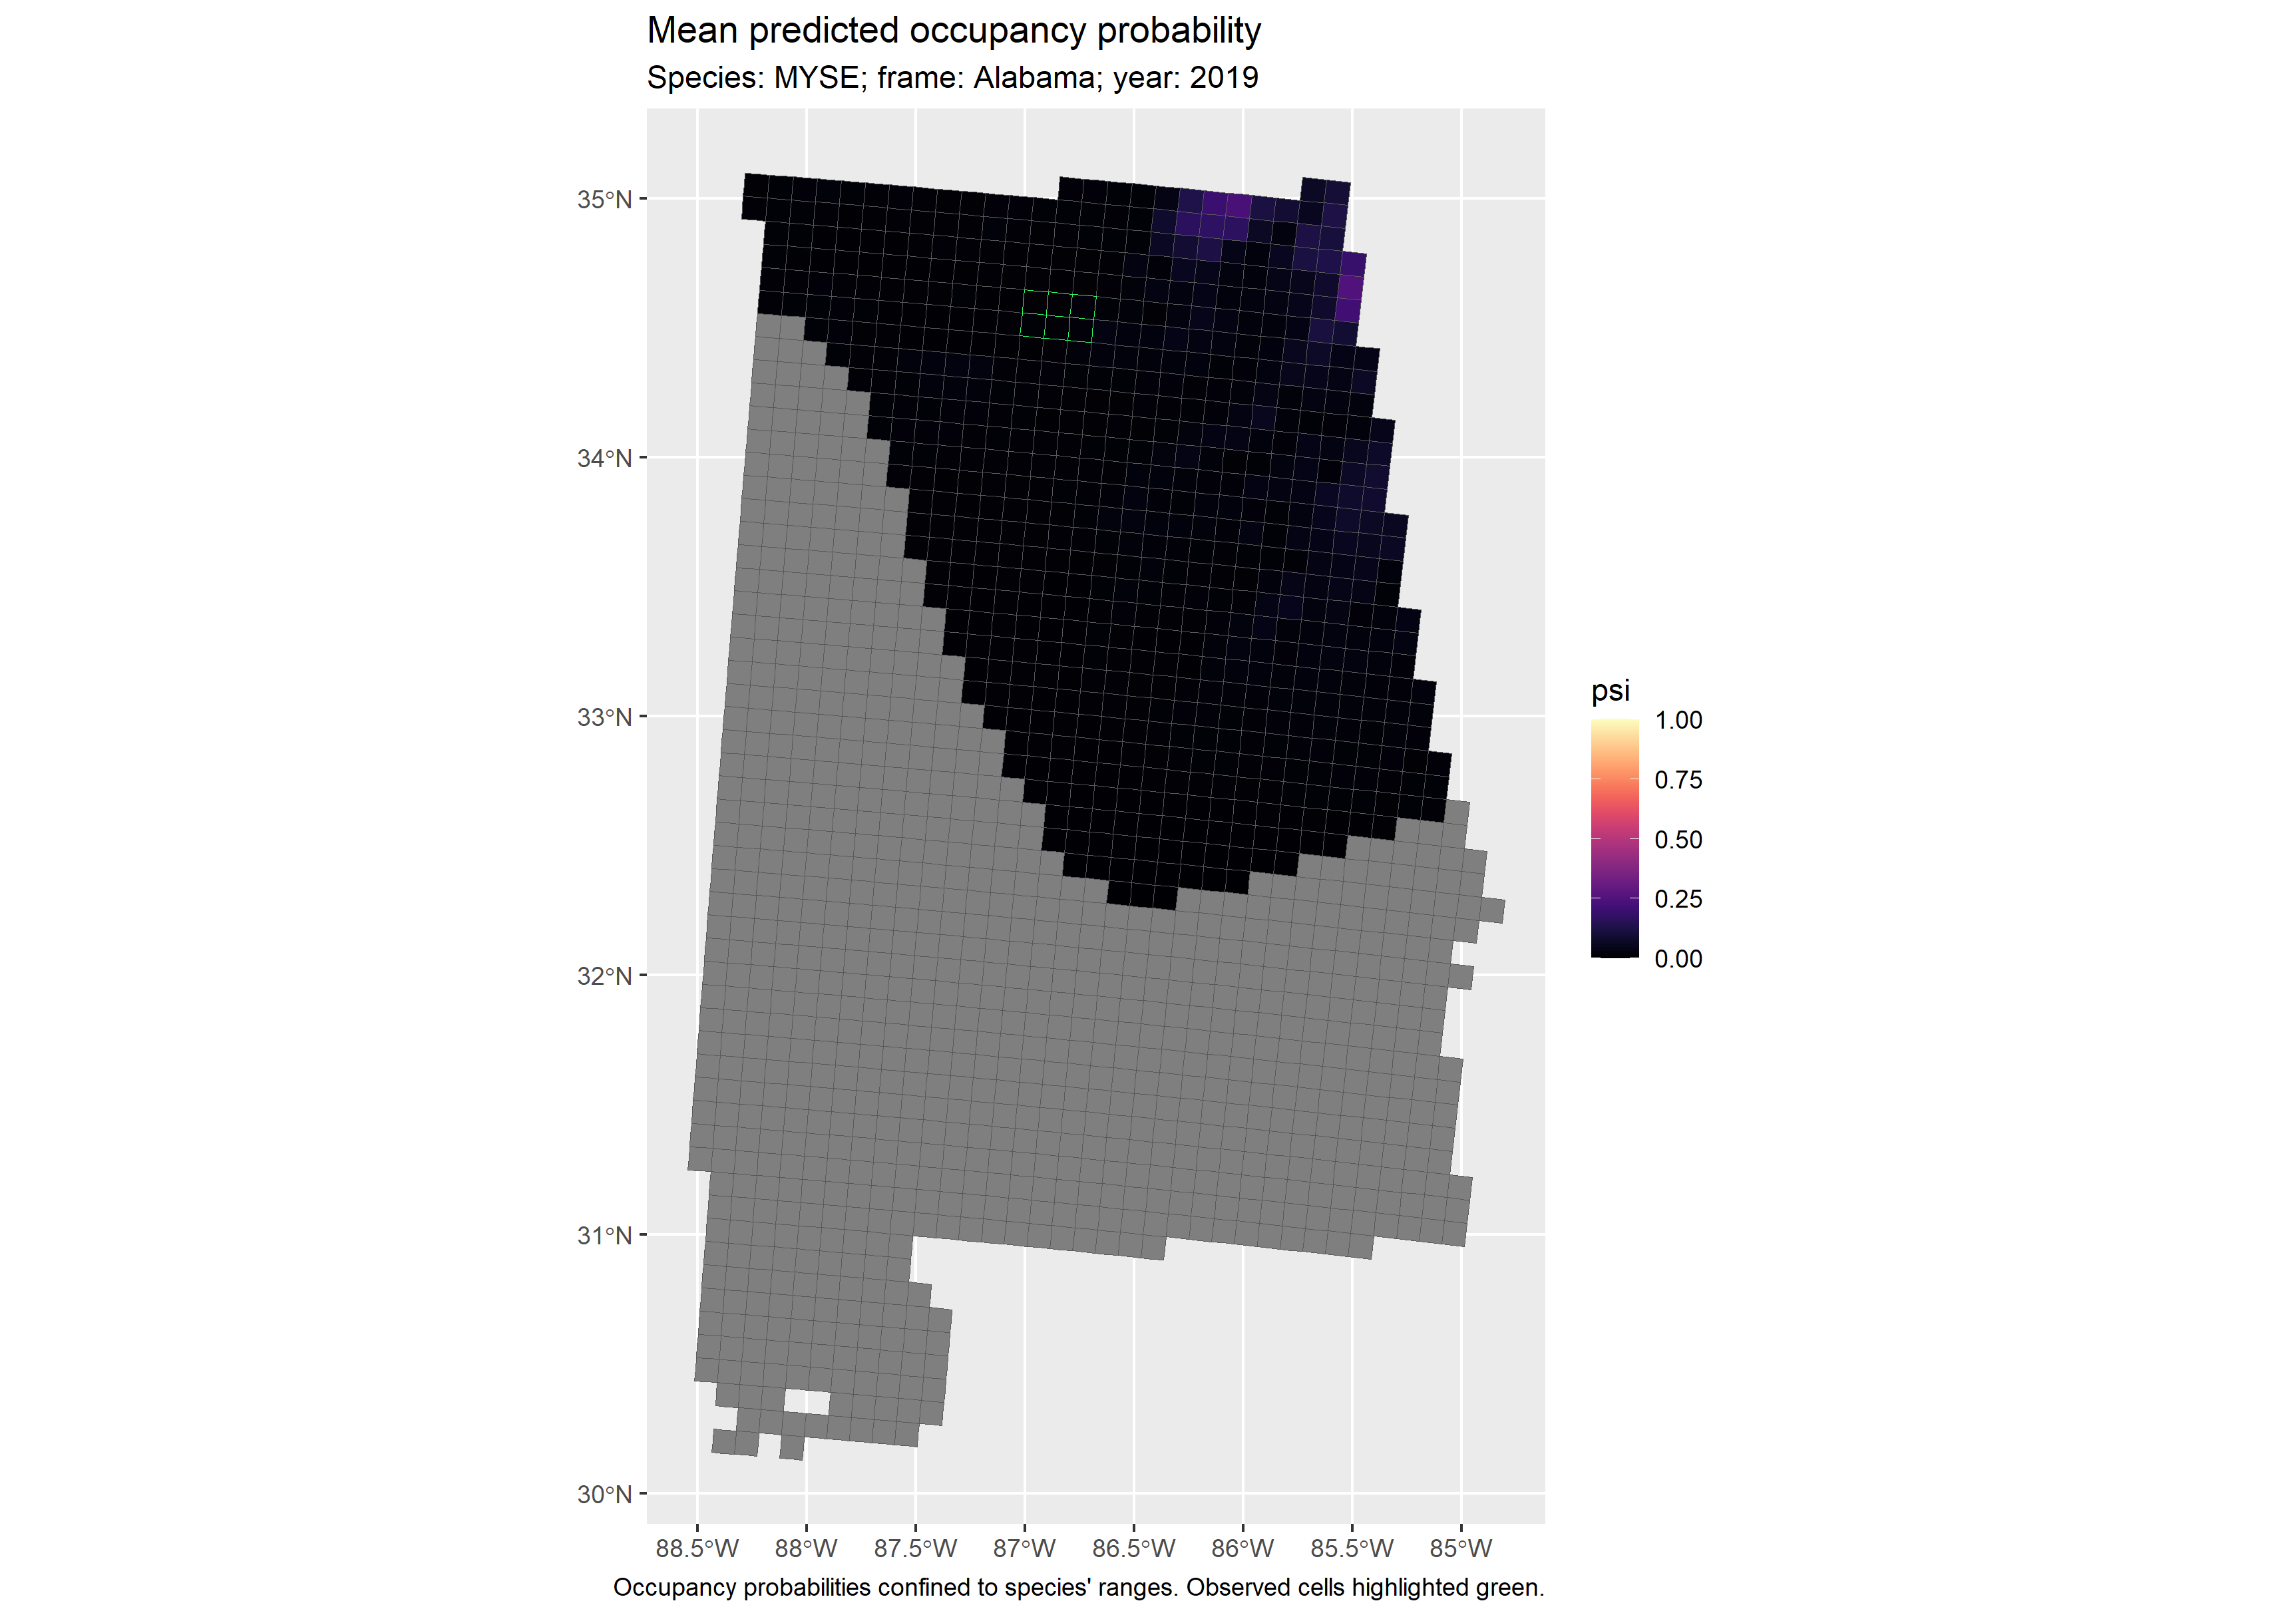 Mean predicted occupancy probability
Species: MYSE; frame: Alabama; year: 2019
35°N
34°N
33°N
32°N
31°N
30°N
88.5°W 88°W 87.5°W 87°W 86.5°W 86°W 85.5°W 85°W
psi
1.00
0.75
0.50
0.25
0.00
Occupancy probabilities confined to species' ranges. Observed cells highlighted green.